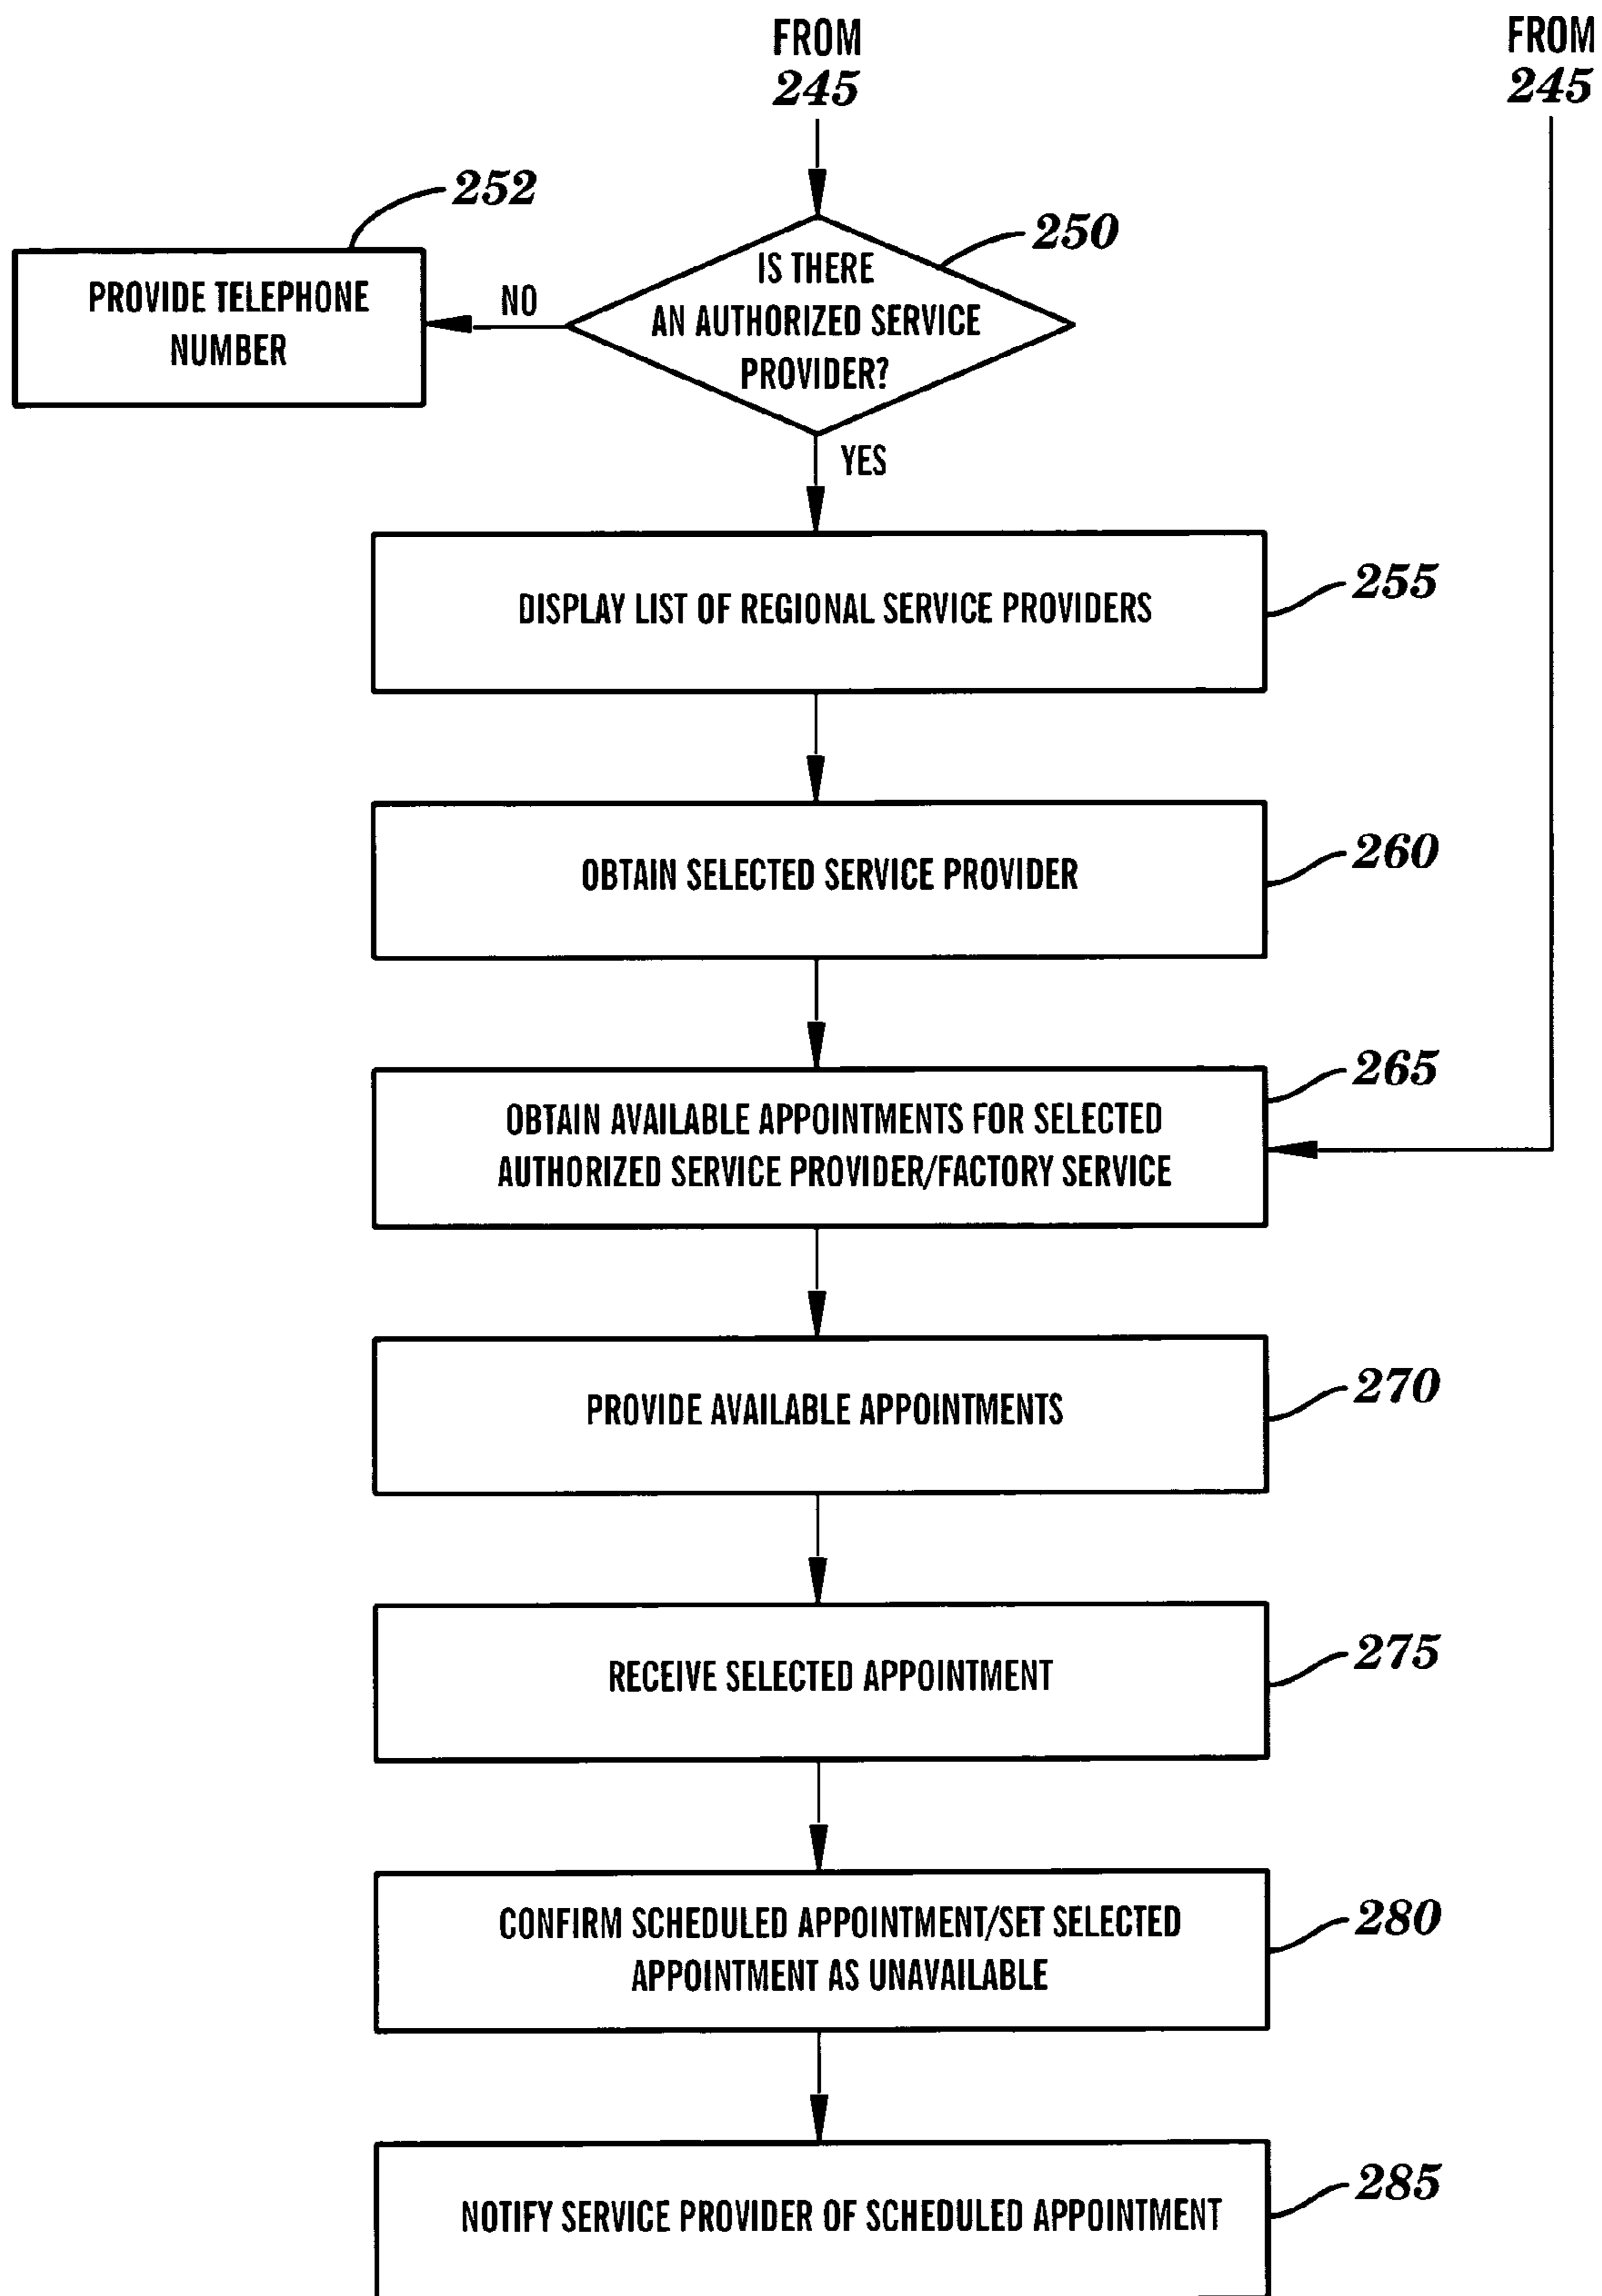 FROM
245
FROM
245
252
250
IS THERE
AN AUTHORIZED SERVICE
PROVIDER?
PROVIDE TELEPHONE
NUMBER
NO
YES
DISPLAY LIST OF REGIONAL SERVICE PROVIDERS
255
OBTAIN SELECTED SERVICE PROVIDER
260
OBTAIN AVAILABLE APPOINTMENTS FOR SELECTED
AUTHORIZED SERVICE PROVIDER/FACTORY SERVICE
265
PROVIDE AVAILABLE APPOINTMENTS
270
RECEIVE SELECTED APPOINTMENT
275
CONFIRM SCHEDULED APPOINTMENT/SET SELECTED
APPOINTMENT AS UNAVAILABLE
280
NOTIFY SERVICE PROVIDER OF SCHEDULED APPOINTMENT
285